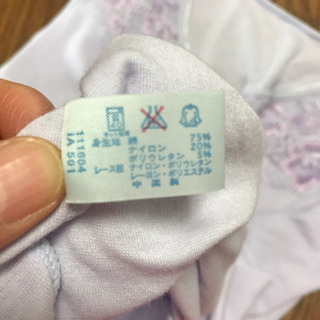 身生地 綿 75%
ナイロン 20%
ポリウレタン 5%
レース部 ナイロン・ポリウレタン
レーヨン・ポリエステル
中国製
111604
IA 501